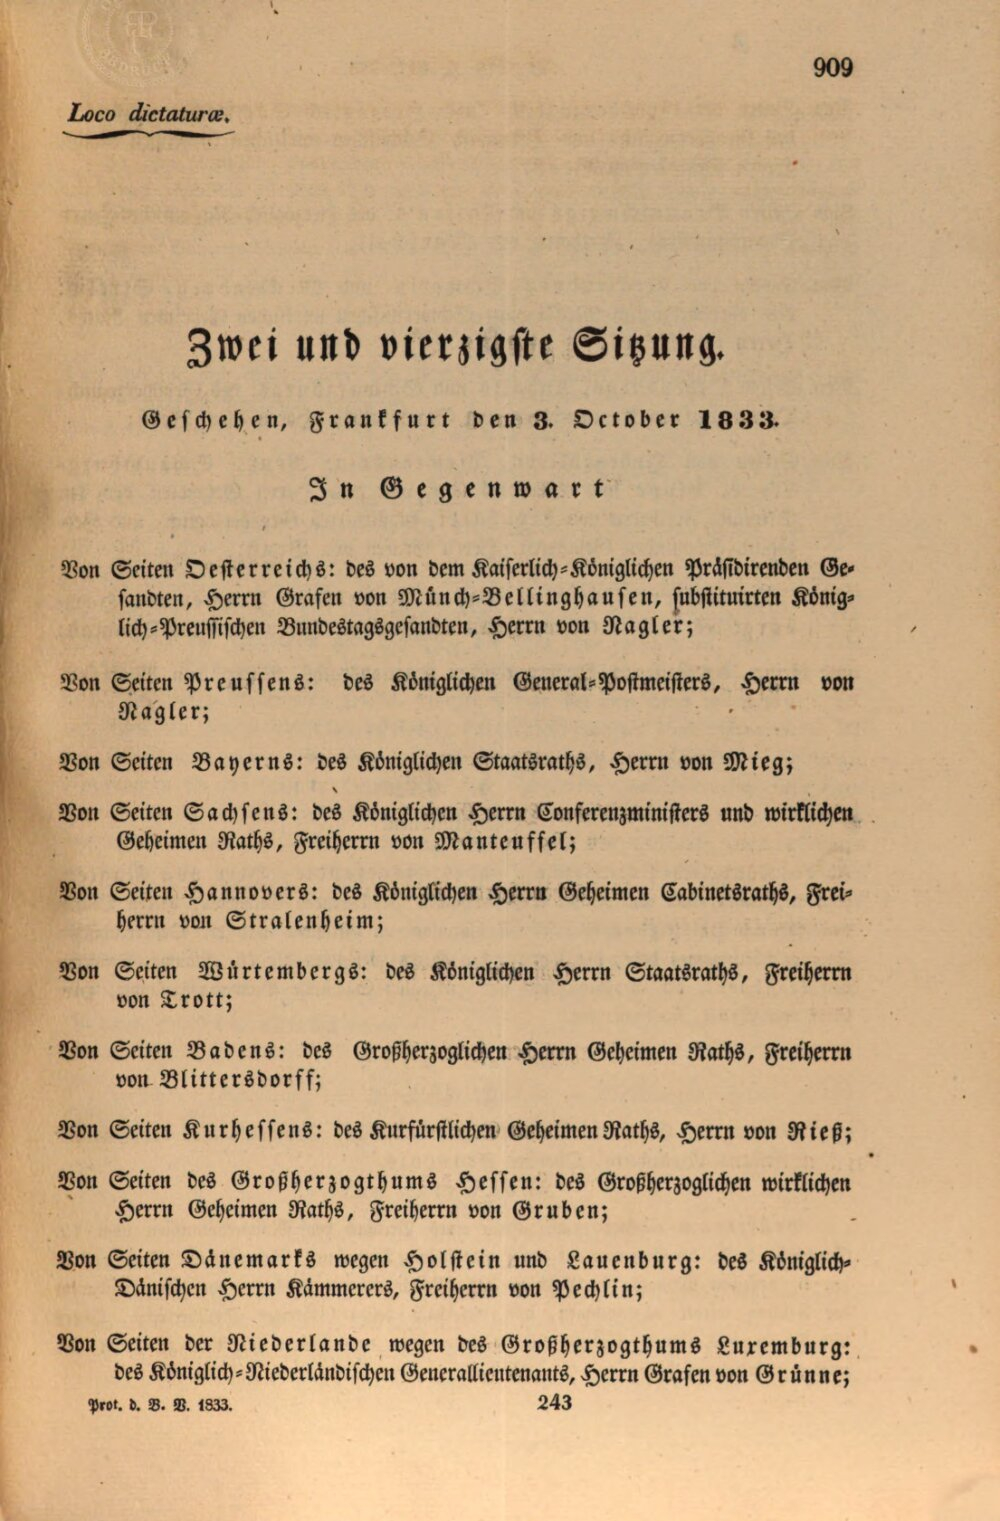 909
Loco dictaturæ.
Zwei und vierzigste Sitzung.
Geschehen, Frankfurt den 3. October 1833.
In Gegenwart
Von Seiten Oesterreichs: des von dem Kaiserlich-Königlichen Präsidirenden Ge-
sandten, Herrn Grafen von Münch-Bellinghausen, substituirten König-
lich-Preussischen Bundestagsgesandten, Herrn von Nagler;
Von Seiten Preussens: des Königlichen General-Postmeisters, Herrn von
Nagler;
Von Seiten Bayerns: des Königlichen Staatsraths, Herrn von Mieg;
Von Seiten Sachsens: des Königlichen Herrn Conferenzministers und wirklichen
Geheimen Raths, Freiherrn von Manteuffel;
Von Seiten Hannovers: des Königlichen Herrn Geheimen Cabinetsraths, Frei-
herrn von Stralenheim;
Von Seiten Würtembergs: des Königlichen Herrn Staatsraths, Freiherrn
von Trott;
Von Seiten Badens: des Großherzoglichen Herrn Geheimen Raths, Freiherrn
von Blittersdorff;
Von Seiten Kurhessens: des Kurfürstlichen Geheimen Raths, Herrn von Rieß;
Von Seiten des Großherzogthums Hessen: des Großherzoglichen wirklichen
Herrn Geheimen Raths, Freiherrn von Gruben;
Von Seiten Dänemarks wegen Holstein und Lauenburg: des Königlich-
Dänischen Herrn Kämmerers, Freiherrn von Pechlin;
Von Seiten der Niederlande wegen des Großherzogthums Luxemburg:
des Königlich-Niederländischen Generallieutenants, Herrn Grafen von Grünne;
Prot. d. B. V. 1833. 243